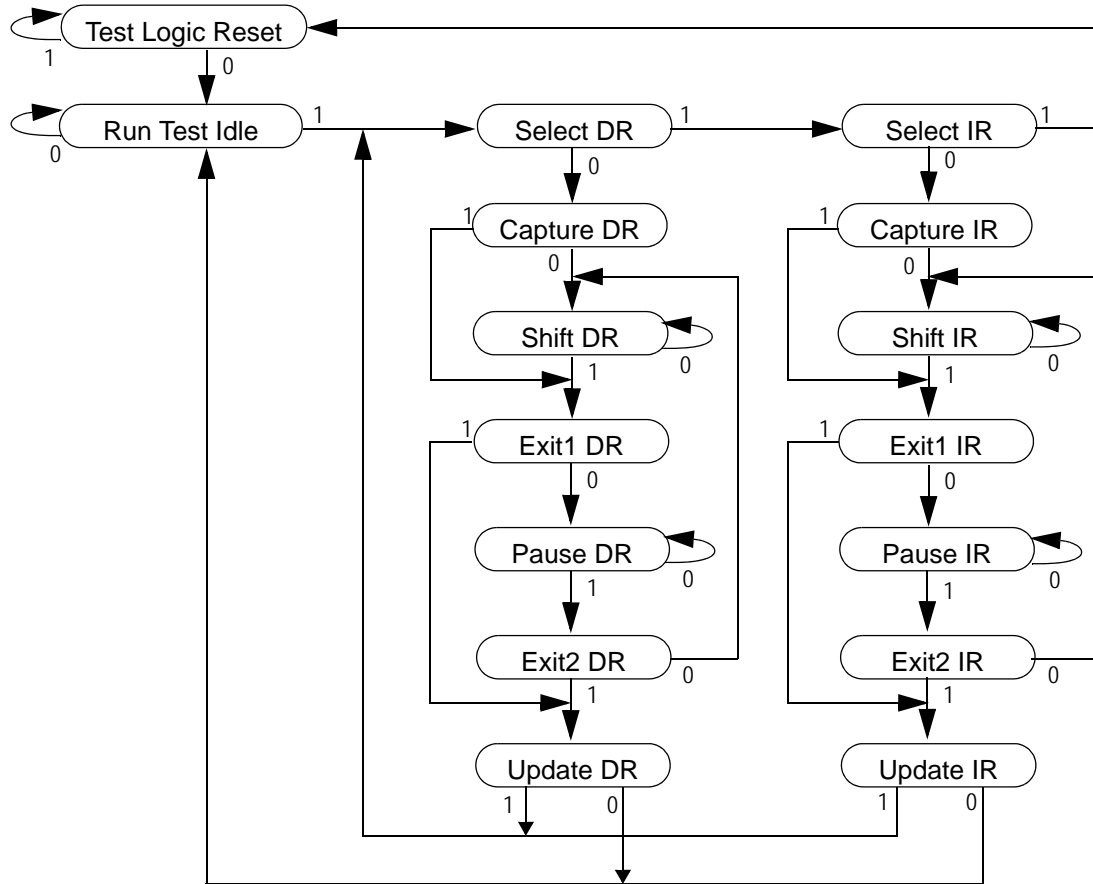 Test Logic Reset
1
0
Run Test Idle
1
Select DR
1
Select IR
1
0
0
0
1
Capture DR
1
Capture IR
0
0
Shift DR
Shift IR
0
0
1
1
1
Exit1 DR
1
Exit1 IR
0
0
Pause DR
Pause IR
0
0
1
1
Exit2 DR
Exit2 IR
0
0
1
1
Update DR
Update IR
1
0
1
0